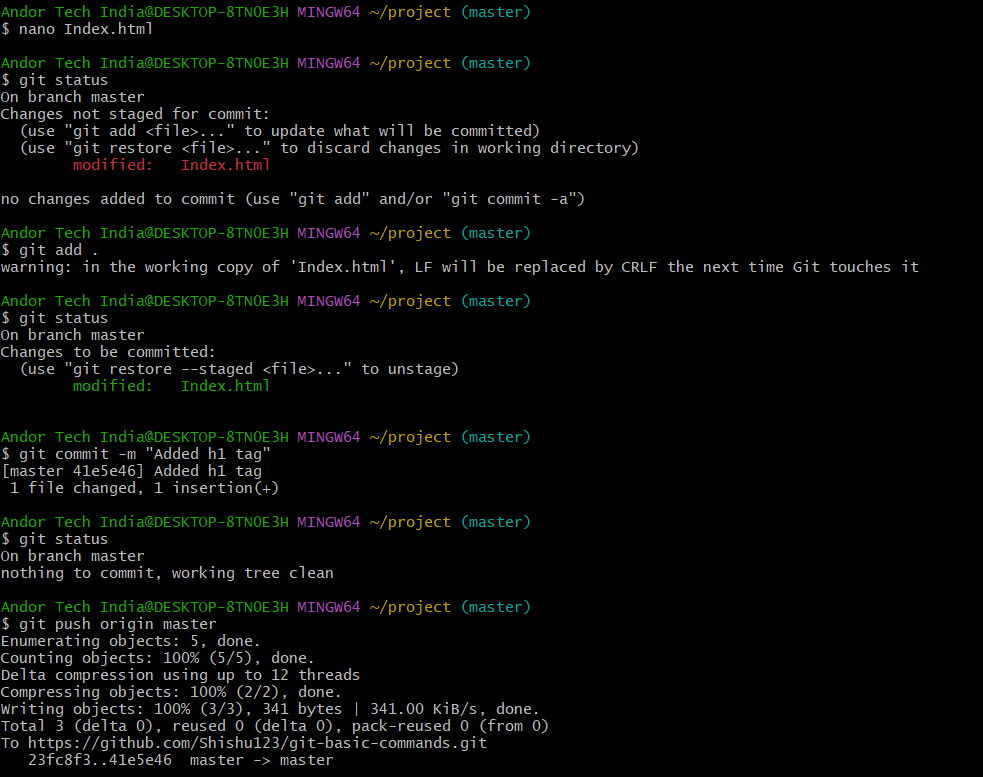 Andor Tech India@DESKTOP-8TNOE3H MINGW64 ~/project (master)
$ nano Index.html
Andor Tech India@DESKTOP-8TNOE3H MINGW64 ~/project (master)
$ git status
On branch master
Changes not staged for commit:
  (use "git add <file>..." to update what will be committed)
  (use "git restore <file>..." to discard changes in working directory)
        modified:   Index.html
no changes added to commit (use "git add" and/or "git commit -a")
Andor Tech India@DESKTOP-8TNOE3H MINGW64 ~/project (master)
$ git add .
warning: in the working copy of 'Index.html', LF will be replaced by CRLF the next time Git touches it
Andor Tech India@DESKTOP-8TNOE3H MINGW64 ~/project (master)
$ git status
On branch master
Changes to be committed:
  (use "git restore --staged <file>..." to unstage)
        modified:   Index.html
Andor Tech India@DESKTOP-8TNOE3H MINGW64 ~/project (master)
$ git commit -m "Added h1 tag"
[master 41e5e46] Added h1 tag
 1 file changed, 1 insertion(+)
Andor Tech India@DESKTOP-8TNOE3H MINGW64 ~/project (master)
$ git status
On branch master
nothing to commit, working tree clean
Andor Tech India@DESKTOP-8TNOE3H MINGW64 ~/project (master)
$ git push origin master
Enumerating objects: 5, done.
Counting objects: 100% (5/5), done.
Delta compression using up to 12 threads
Compressing objects: 100% (2/2), done.
Writing objects: 100% (3/3), 341 bytes | 341.00 KiB/s, done.
Total 3 (delta 0), reused 0 (delta 0), pack-reused 0 (from 0)
To https://github.com/Shishu123/git-basic-commands.git
   23fc8f3..41e5e46  master -> master